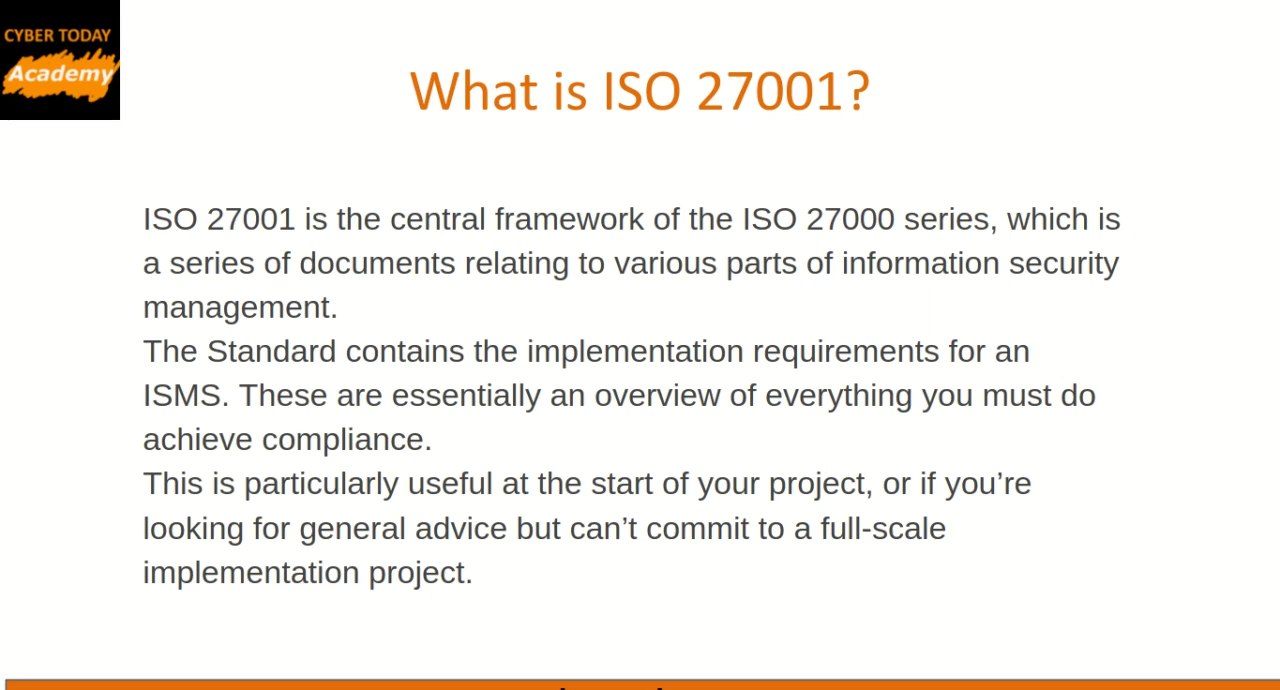 CYBER TODAY
Academy
What is ISO 27001?
ISO 27001 is the central framework of the ISO 27000 series, which is
a series of documents relating to various parts of information security
management.
The Standard contains the implementation requirements for an
ISMS. These are essentially an overview of everything you must do
achieve compliance.
This is particularly useful at the start of your project, or if you’re
looking for general advice but can’t commit to a full-scale
implementation project.